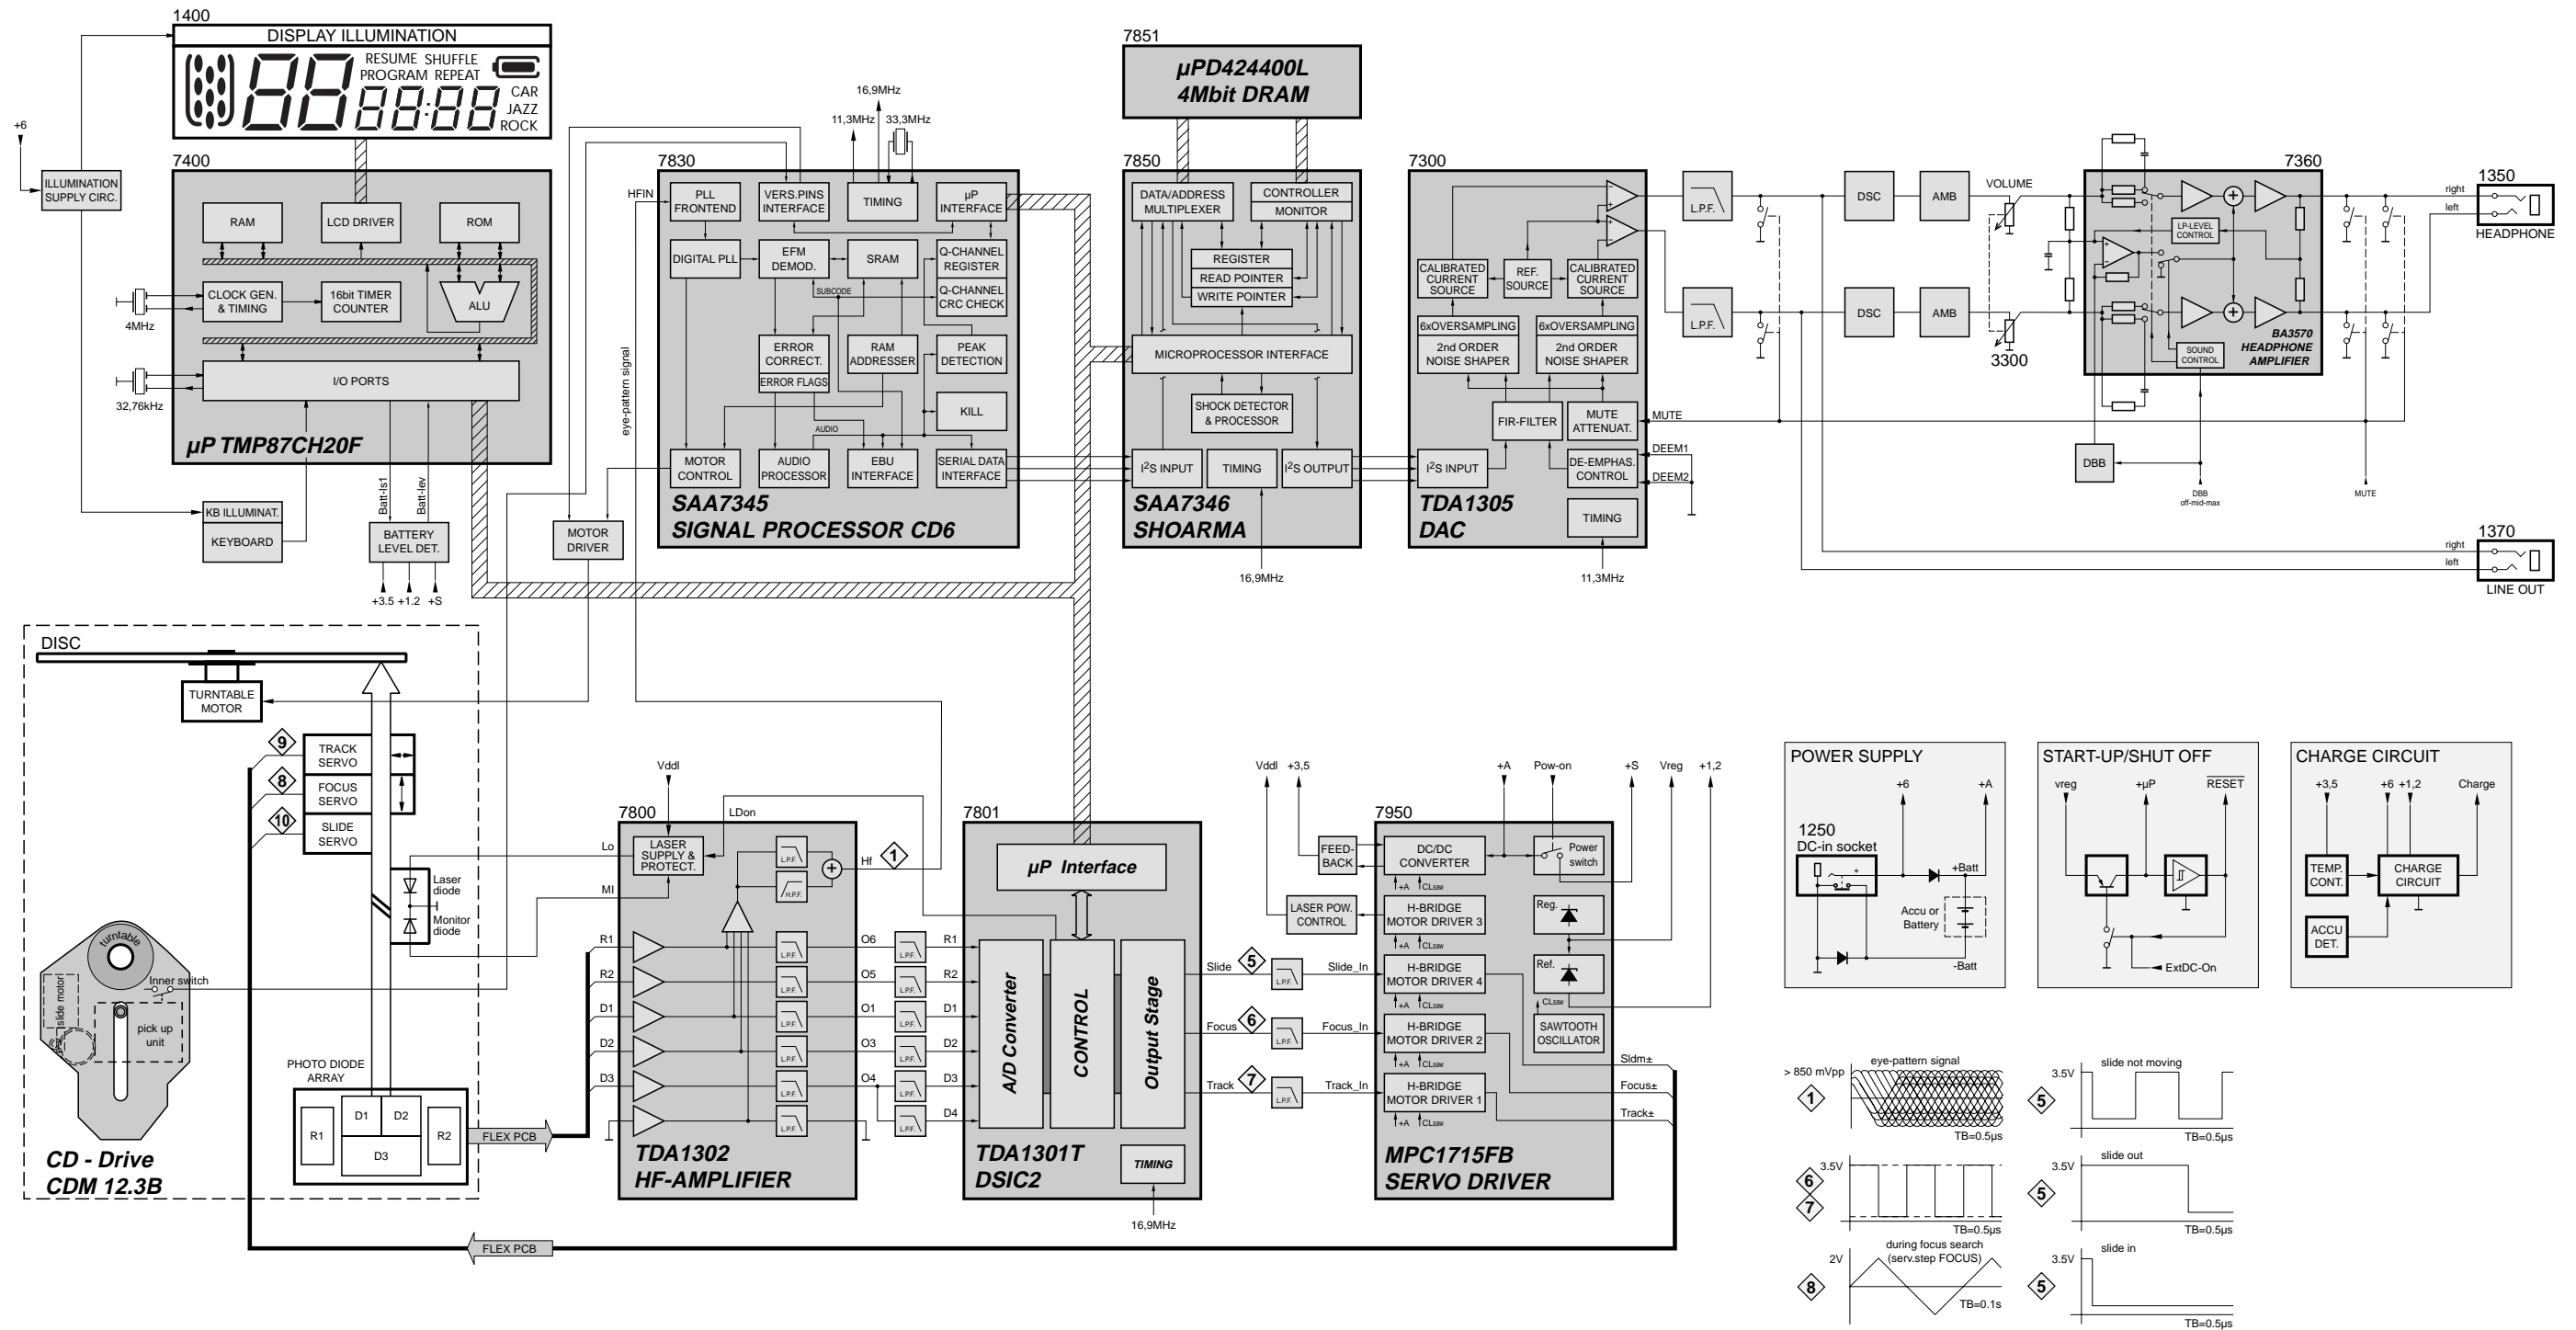 1400
DISPLAY ILLUMINATION
RESUME SHUFFLE
PROGRAM REPEAT
88 88:88
CAR
JAZZ
ROCK
+6
ILLUMINATION
SUPPLY CIRC.
7400
RAM
LCD DRIVER
ROM
CLOCK GEN.
& TIMING
16bit TIMER
COUNTER
ALU
4MHz
I/O PORTS
32,76kHz
µP TMP87CH20F
KB ILLUMINAT.
KEYBOARD
Batt-ls1
Batt-lev
BATTERY
LEVEL DET.
+3.5 +1.2 +S
7830
16,9MHz
11,3MHz
33,3MHz
HFIN
eye-pattern signal
PLL
FRONTEND
VERS.PINS
INTERFACE
TIMING
µP
INTERFACE
DIGITAL PLL
EFM
DEMOD.
SRAM
Q-CHANNEL
REGISTER
Q-CHANNEL
CRC CHECK
SUBCODE
ERROR
CORRECT.
ERROR FLAGS
RAM
ADDRESSER
PEAK
DETECTION
KILL
AUDIO
MOTOR
CONTROL
AUDIO
PROCESSOR
EBU
INTERFACE
SERIAL DATA
INTERFACE
SAA7345
SIGNAL PROCESSOR CD6
MOTOR
DRIVER
7851
µPD424400L
4Mbit DRAM
7850
DATA/ADDRESS
MULTIPLEXER
CONTROLLER
MONITOR
REGISTER
READ POINTER
WRITE POINTER
MICROPROCESSOR INTERFACE
SHOCK DETECTOR
& PROCESSOR
I²S INPUT
TIMING
I²S OUTPUT
SAA7346
SHOARMA
16,9MHz
7300
CALIBRATED
CURRENT
SOURCE
REF.
SOURCE
CALIBRATED
CURRENT
SOURCE
6xOVERSAMPLING
2nd ORDER
NOISE SHAPER
6xOVERSAMPLING
2nd ORDER
NOISE SHAPER
FIR-FILTER
MUTE
ATTENUAT.
I²S INPUT
DE-EMPHAS.
CONTROL
TIMING
TDA1305
DAC
11,3MHz
MUTE
DEEM1
DEEM2
L.P.F.
L.P.F.
DSC
DSC
AMB
AMB
VOLUME
3300
7360
LP-LEVEL
CONTROL
SOUND
CONTROL
BA3570
HEADPHONE
AMPLIFIER
DBB
DBB
off-mid-max
MUTE
1350
right
left
HEADPHONE
1370
right
left
LINE OUT
DISC
TURNTABLE
MOTOR
9
TRACK
SERVO
8
FOCUS
SERVO
10
SLIDE
SERVO
Laser
diode
Monitor
diode
turntable
Inner switch
slide motor
pick up
unit
PHOTO DIODE
ARRAY
R1
D1
D2
D3
R2
CD - Drive
CDM 12.3B
FLEX PCB
FLEX PCB
7800
Vddl
LDon
Lo
MI
LASER
SUPPLY &
PROTECT.
L.P.F.
H.P.F.
Hf
1
R1
R2
D1
D2
D3
L.P.F.
L.P.F.
L.P.F.
L.P.F.
L.P.F.
L.P.F.
O6
O5
O1
O3
O4
L.P.F.
L.P.F.
L.P.F.
L.P.F.
L.P.F.
L.P.F.
R1
R2
D1
D2
D3
D4
TDA1302
HF-AMPLIFIER
7801
µP Interface
A/D Converter
CONTROL
Output Stage
TDA1301T
DSIC2
TIMING
16,9MHz
Slide
5
L.P.F.
Slide_In
Focus
6
L.P.F.
Focus_In
Track
7
L.P.F.
Track_In
Vddl
+3,5
+A
Pow-on
+S
Vreg
+1,2
7950
FEED-
BACK
DC/DC
CONVERTER
Power
switch
+A CLsaw
LASER POW.
CONTROL
H-BRIDGE
MOTOR DRIVER 3
+A CLsaw
Reg.
H-BRIDGE
MOTOR DRIVER 4
+A CLsaw
Ref.
CLsaw
H-BRIDGE
MOTOR DRIVER 2
+A CLsaw
SAWTOOTH
OSCILLATOR
H-BRIDGE
MOTOR DRIVER 1
+A CLsaw
Sldm±
Focus±
Track±
MPC1715FB
SERVO DRIVER
POWER SUPPLY
+6
+A
1250
DC-in socket
+
+Batt
Accu or
Battery
-Batt
START-UP/SHUT OFF
vreg
+µP
RESET
ExtDC-On
CHARGE CIRCUIT
+3,5
+6 +1,2
Charge
TEMP.
CONT.
CHARGE
CIRCUIT
ACCU
DET.
eye-pattern signal
> 850 mVpp
1
TB=0.5µs
slide not moving
3.5V
5
TB=0.5µs
3.5V
6
7
TB=0.5µs
slide out
3.5V
5
TB=0.5µs
during focus search
(serv.step FOCUS)
2V
8
TB=0.1s
slide in
3.5V
5
TB=0.5µs